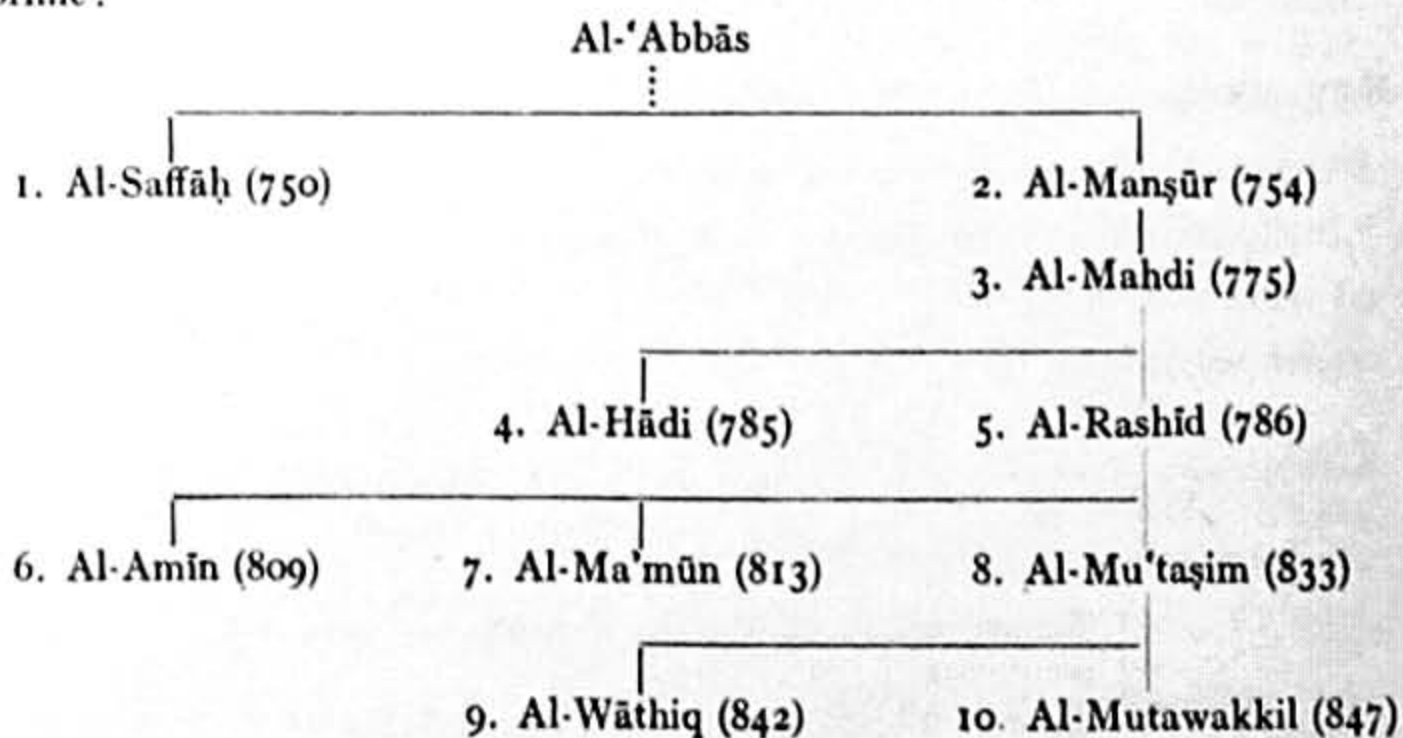 Al-‘Abbās
1. Al-Saffāḥ (750) 2. Al-Manṣūr (754)
3. Al-Mahdi (775)
4. Al-Hādi (785) 5. Al-Rashīd (786)
6. Al-Amīn (809) 7. Al-Ma’mūn (813) 8. Al-Mu‘taṣim (833)
9. Al-Wāthiq (842) 10. Al-Mutawakkil (847)